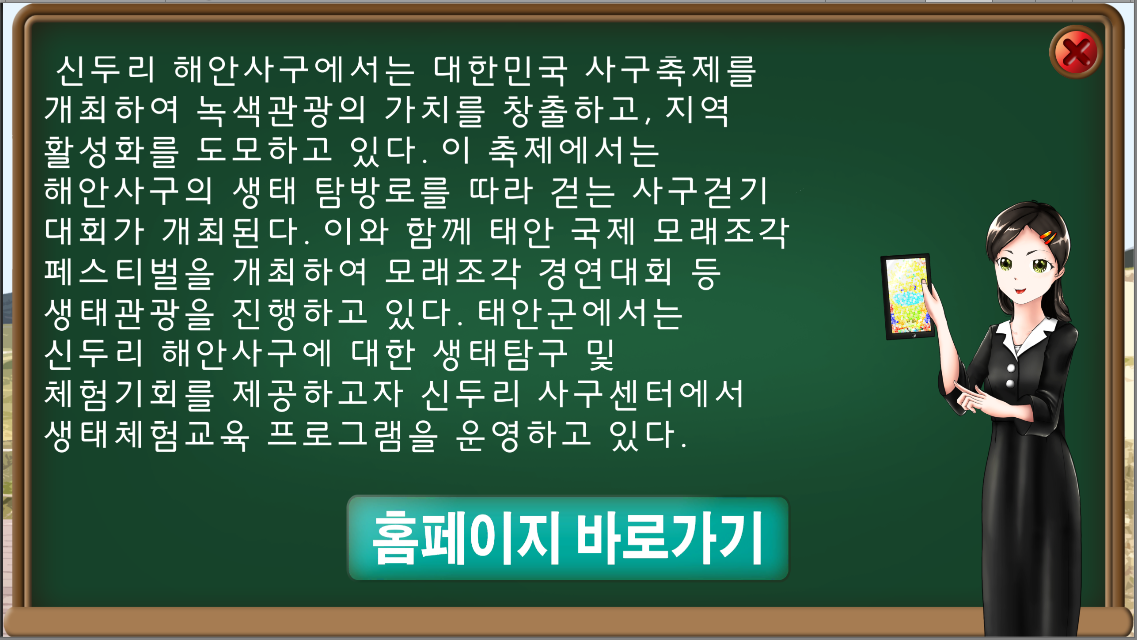 신두리 해안사구에서는 대한민국 사구축제를
개최하여 녹색관광의 가치를 창출하고, 지역
활성화를 도모하고 있다. 이 축제에서는
해안사구의 생태 탐방로를 따라 걷는 사구걷기
대회가 개최된다. 이와 함께 태안 국제 모래조각
페스티벌을 개최하여 모래조각 경연대회 등
생태관광을 진행하고 있다. 태안군에서는
신두리 해안사구에 대한 생태탐구 및
체험기회를 제공하고자 신두리 사구센터에서
생태체험교육 프로그램을 운영하고 있다.
홈페이지 바로가기